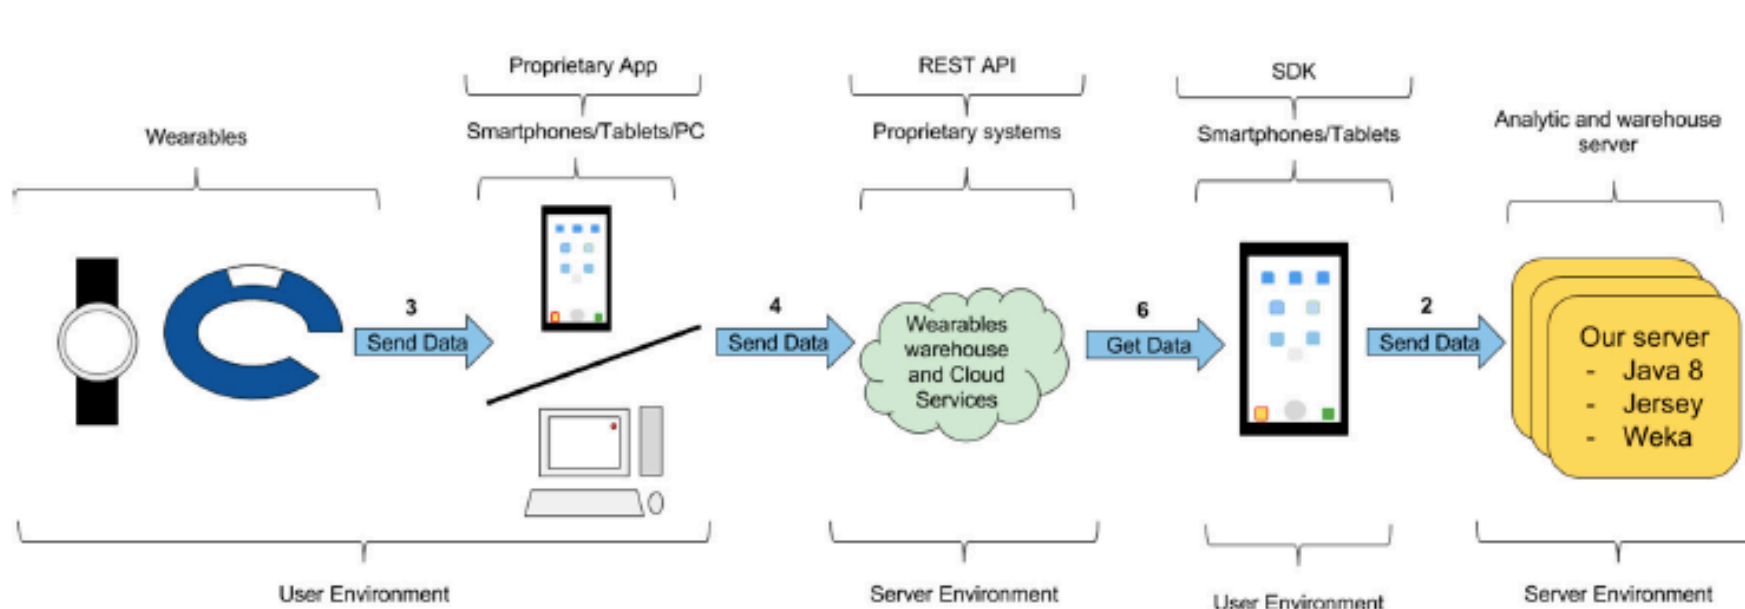 Proprietary App
REST API
SDK
Smartphones/Tablets/PC
Proprietary systems
Smartphones/Tablets
Analytic and warehouse
server
Wearables
3
Send Data
4
Send Data
Wearables
warehouse
and Cloud
Services
6
Get Data
2
Send Data
Our server
- Java 8
- Jersey
- Weka
User Environment
Server Environment
User Environment
Server Environment